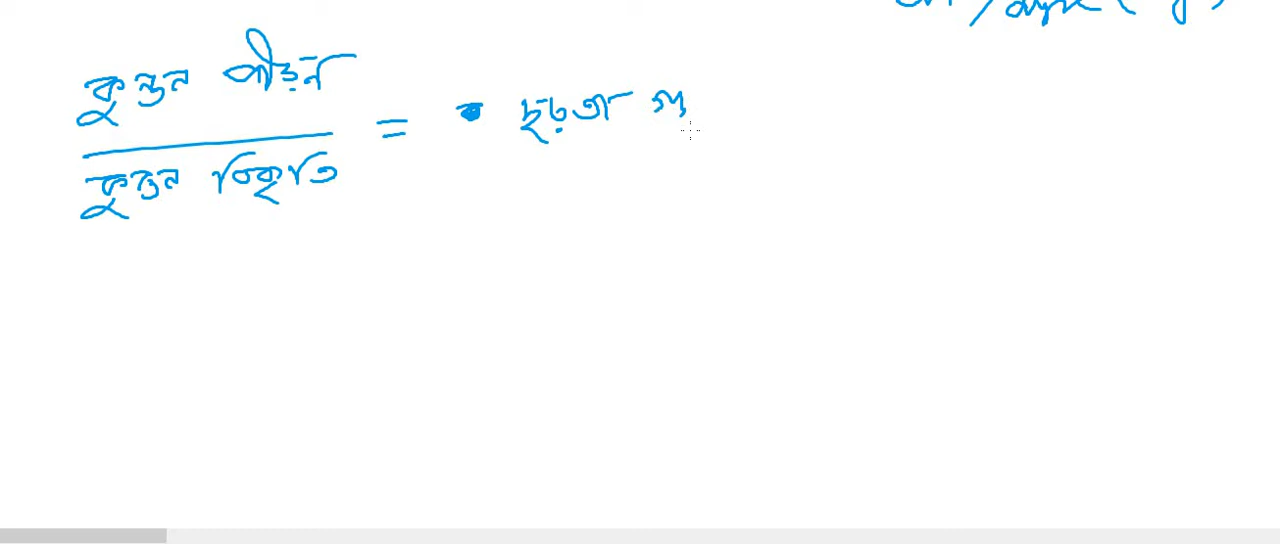 কুন্তন পীড়ন
কুন্তন বিকৃতি = দৃঢ়তা গু